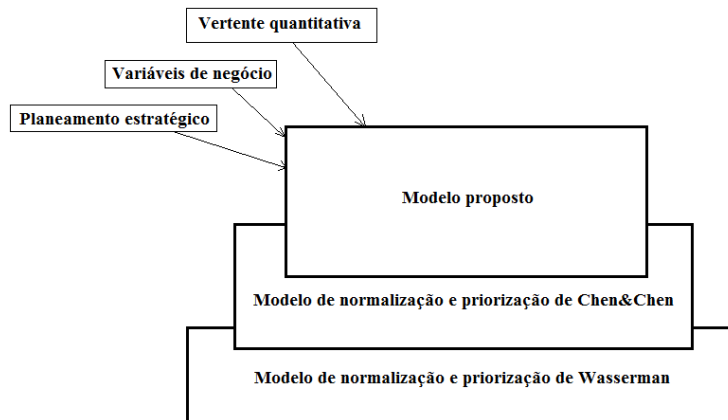 Vertente quantitativa
Variáveis de negócio
Planeamento estratégico
Modelo proposto
Modelo de normalização e priorização de Chen&Chen
Modelo de normalização e priorização de Wasserman